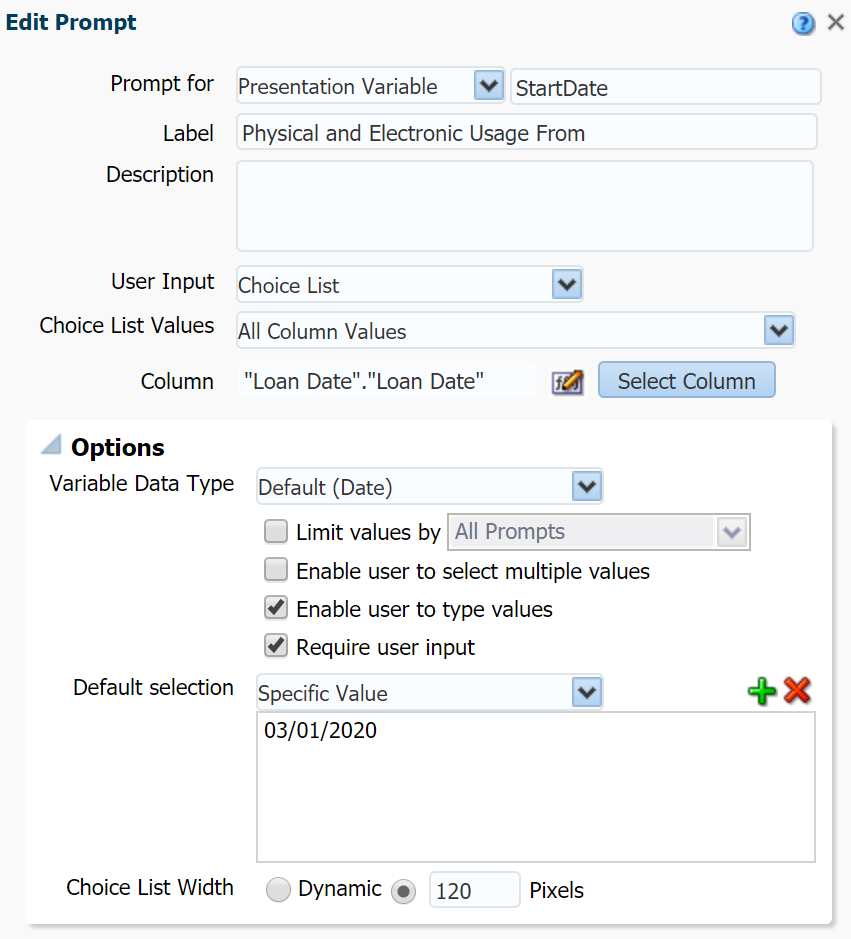 Edit Prompt
Prompt for Presentation Variable StartDate
Label Physical and Electronic Usage From
Description
User Input Choice List
Choice List Values All Column Values
Column "Loan Date"."Loan Date" Select Column
Options
Variable Data Type Default (Date)
Limit values by All Prompts
Enable user to select multiple values
Enable user to type values
Require user input
Default selection Specific Value
03/01/2020
Choice List Width Dynamic 120 Pixels